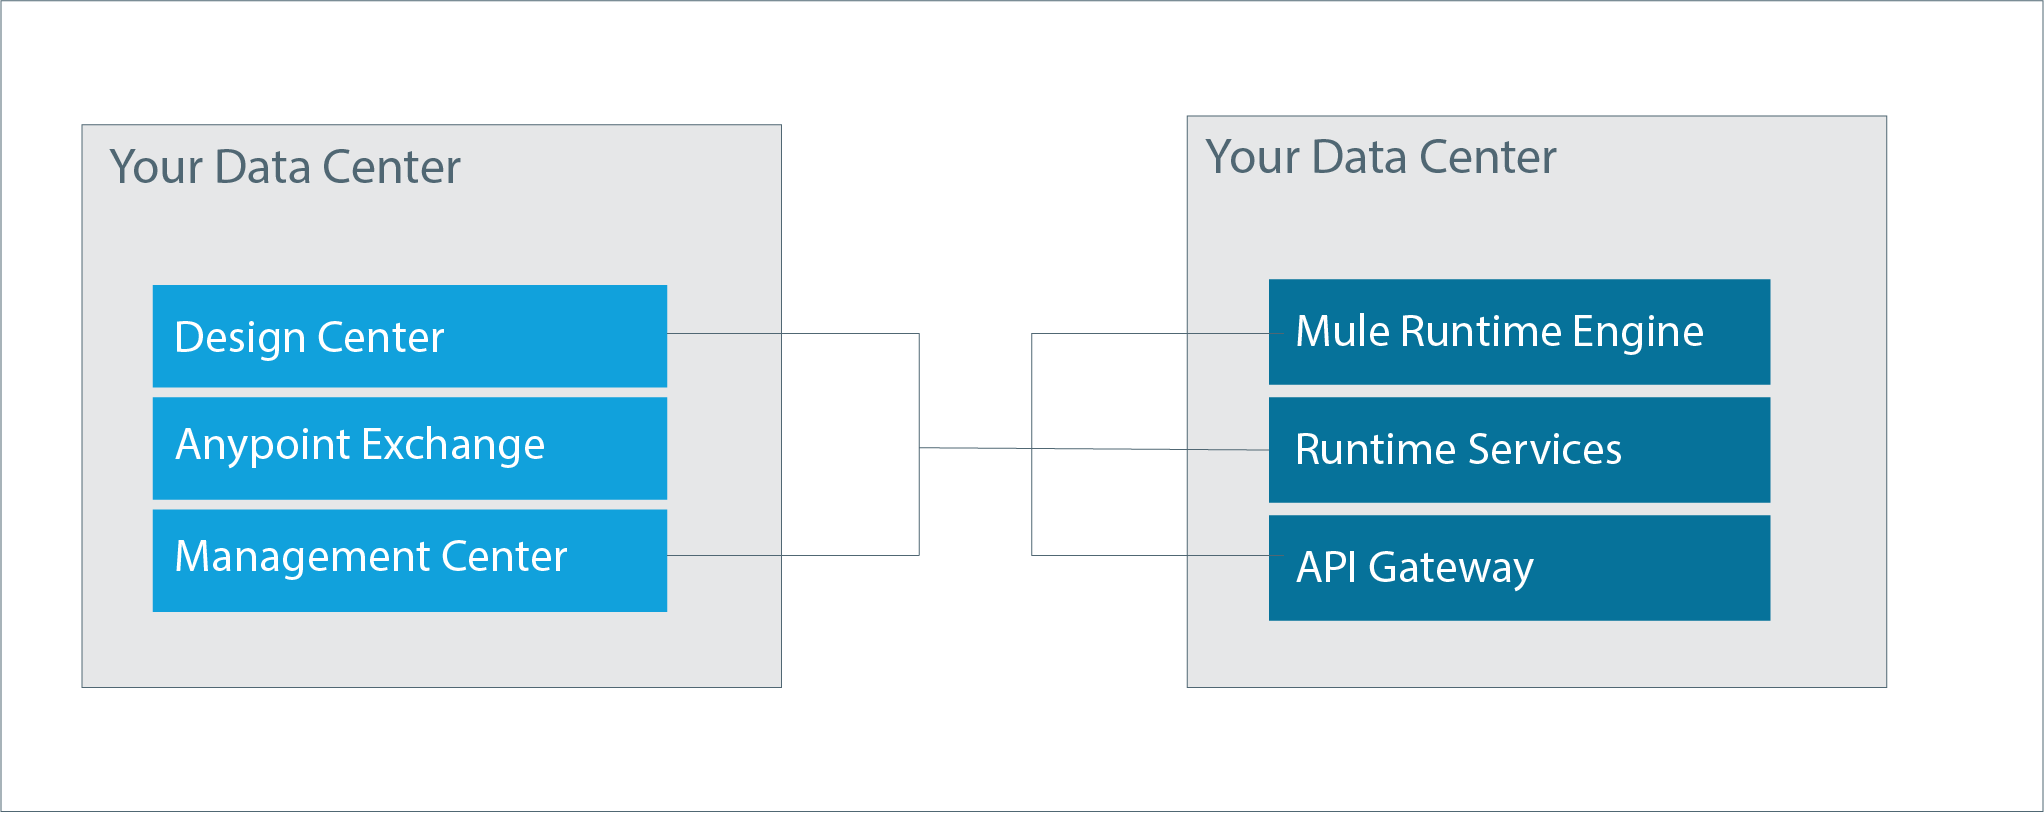 Your Data Center
Design Center
Anypoint Exchange
Management Center
Your Data Center
Mule Runtime Engine
Runtime Services
API Gateway